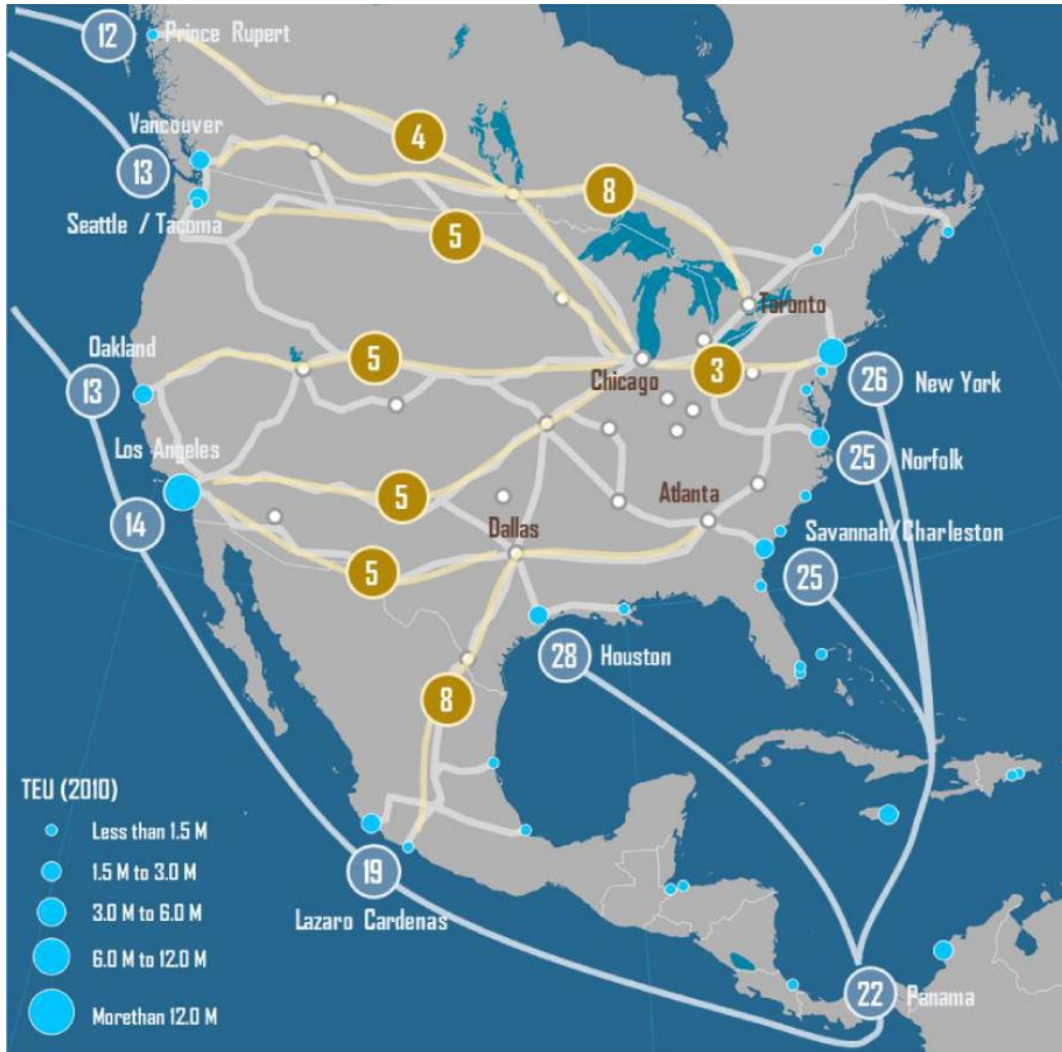 12
Prince Rupert
4
Vancouver
13
8
Seattle / Tacoma
5
Toronto
Oakland
5
3
13
Chicago
26
New York
Los Angeles
25
Norfolk
5
Atlanta
14
Dallas
Savannah/Charleston
5
25
28
Houston
8
TEU (2010)
Less than 1.5 M
1.5 M to 3.0 M
3.0 M to 6.0 M
6.0 M to 12.0 M
Morethan 12.0 M
19
Lazaro Cardenas
22
Panama